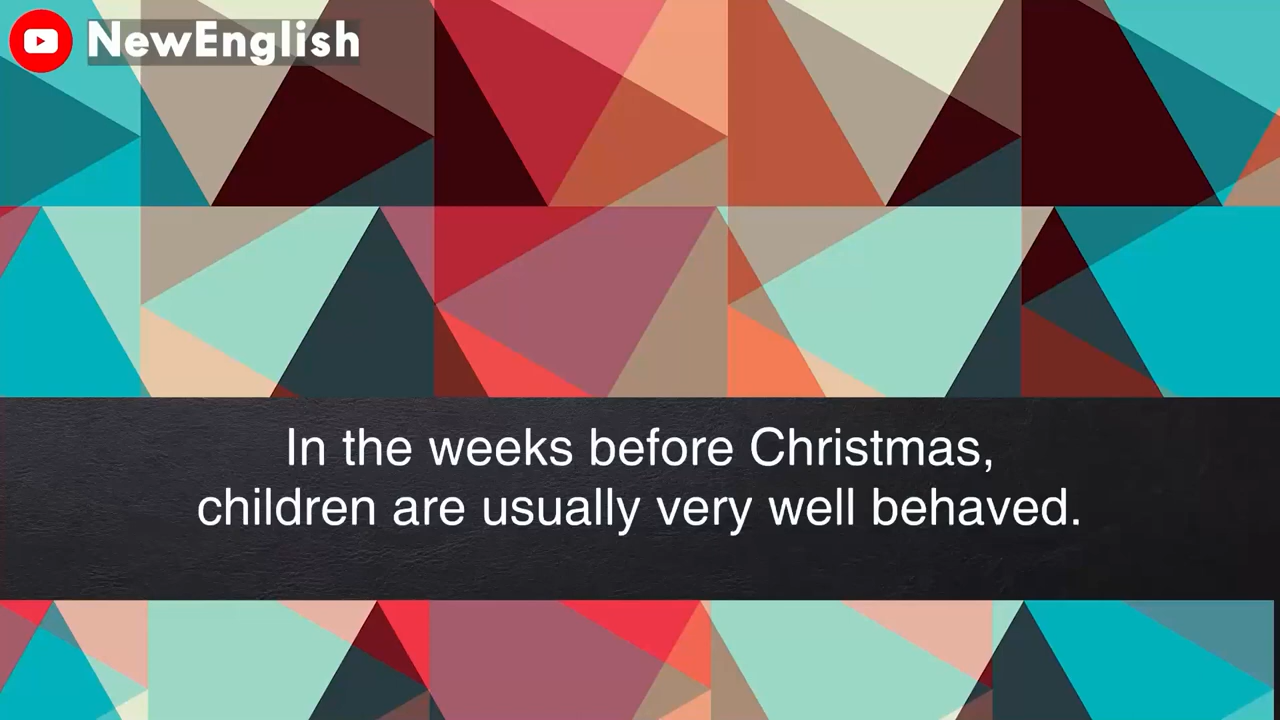 NewEnglish
In the weeks before Christmas,
children are usually very well behaved.